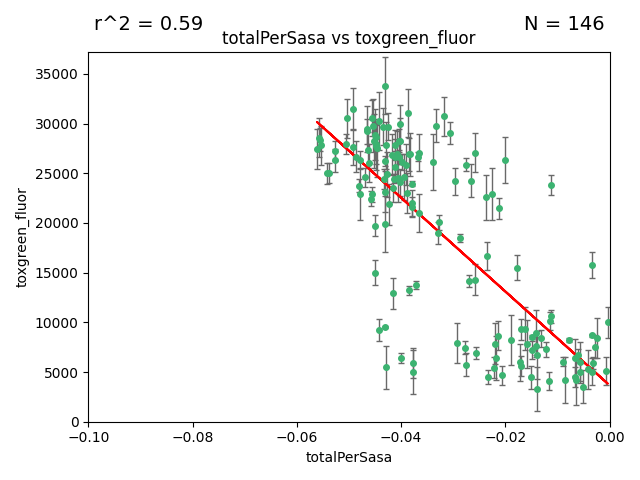 r^2 = 0.59
N = 146
totalPerSasa vs toxgreen_fluor
toxgreen_fluor
35000
30000
25000
20000
15000
10000
5000
0
−0.10
−0.08
−0.06
−0.04
−0.02
0.00
totalPerSasa